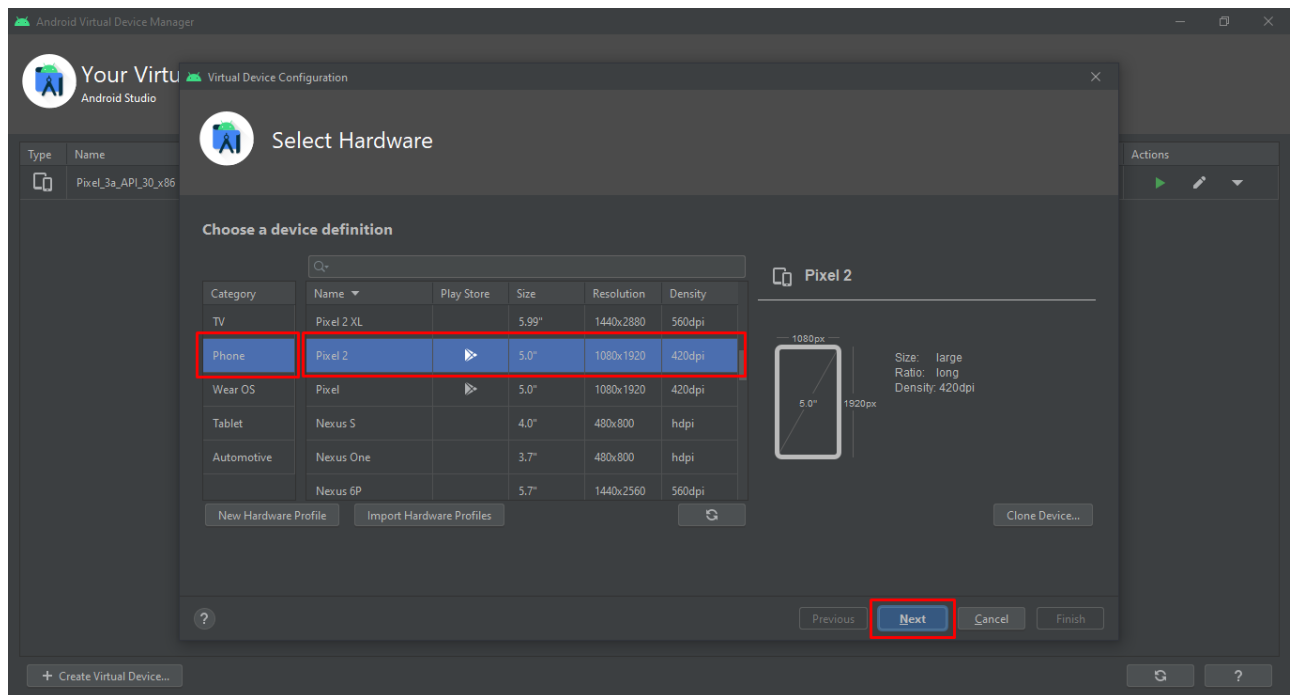 Android Virtual Device Manager
Your Virtu
Android Studio
Type Name
Actions
Pixel_3a_API_30_x86
Virtual Device Configuration
Select Hardware
Choose a device definition
Category Name Play Store Size Resolution Density
TV Pixel 2 XL 5.99" 1440x2880 560dpi
Phone Pixel 2 5.0" 1080x1920 420dpi
Wear OS Pixel 5.0" 1080x1920 420dpi
Tablet Nexus S 4.0" 480x800 hdpi
Automotive Nexus One 3.7" 480x800 hdpi
Nexus 6P 5.7" 1440x2560 560dpi
New Hardware Profile Import Hardware Profiles
Pixel 2
1080px
5.0" 1920px
Size: large
Ratio: long
Density: 420dpi
Clone Device...
? Previous Next Cancel Finish
+ Create Virtual Device... ?